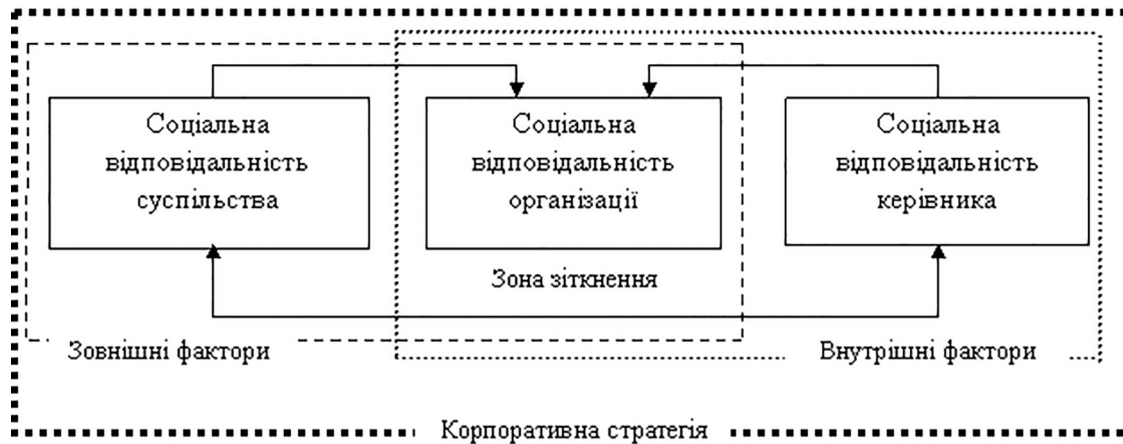 Соціальна
відповідальність
суспільства
Соціальна
відповідальність
організації
Соціальна
відповідальність
керівника
Зона зіткнення
Зовнішні фактори
Внутрішні фактори
Корпоративна стратегія